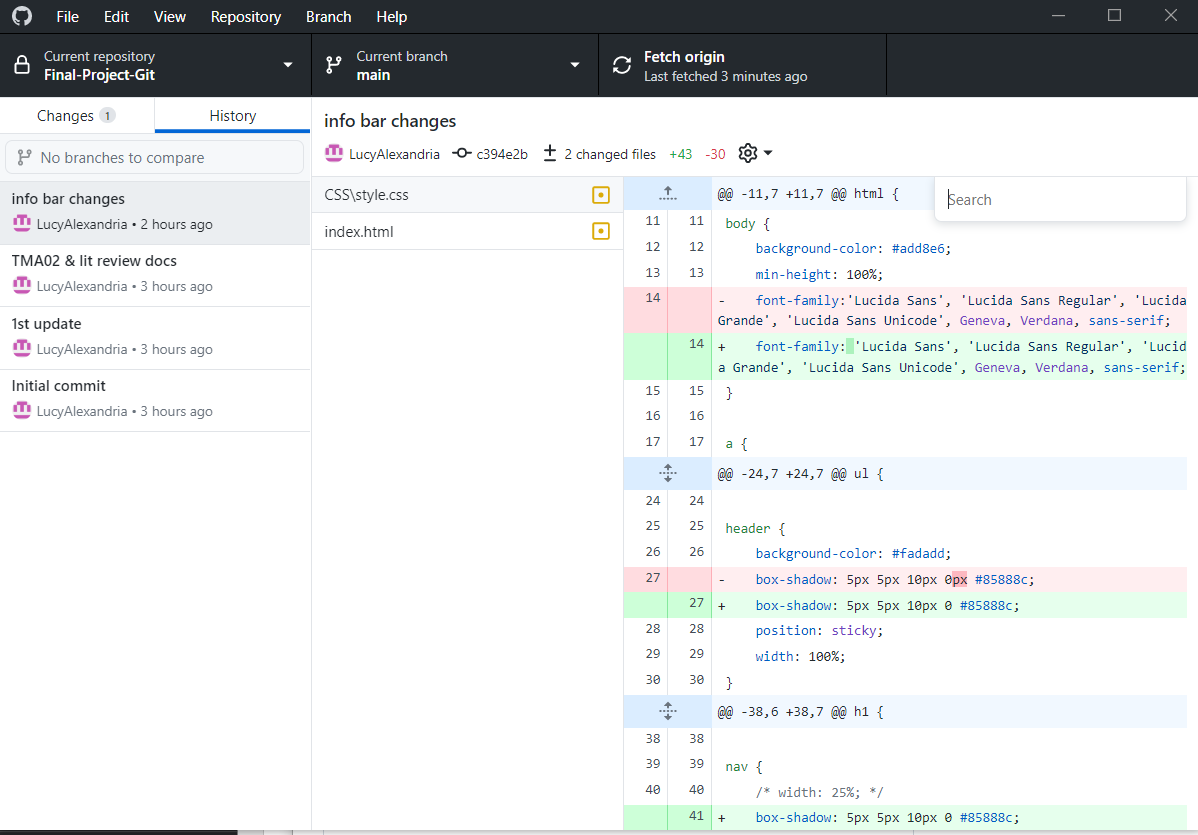 File Edit View Repository Branch Help
Current repository
Final-Project-Git
Current branch
main
Fetch origin
Last fetched 3 minutes ago
Changes 1
History
No branches to compare
info bar changes
LucyAlexandria • 2 hours ago
TMA02 & lit review docs
LucyAlexandria • 3 hours ago
1st update
LucyAlexandria • 3 hours ago
Initial commit
LucyAlexandria • 3 hours ago
info bar changes
LucyAlexandria c394e2b 2 changed files +43 -30
CSS\style.css
index.html
Search
@@ -11,7 +11,7 @@ html {
11 11 body {
12 12 background-color: #add8e6;
13 13 min-height: 100%;
14 - font-family:'Lucida Sans', 'Lucida Sans Regular', 'Lucida
Grande', 'Lucida Sans Unicode', Geneva, Verdana, sans-serif;
14 + font-family: 'Lucida Sans', 'Lucida Sans Regular', 'Lucid
a Grande', 'Lucida Sans Unicode', Geneva, Verdana, sans-serif;
15 15 }
16 16
17 17 a {
@@ -24,7 +24,7 @@ ul {
24 24
25 25 header {
26 26 background-color: #fadadd;
27 - box-shadow: 5px 5px 10px 0px #85888c;
27 + box-shadow: 5px 5px 10px 0 #85888c;
28 28 position: sticky;
29 29 width: 100%;
30 30 }
@@ -38,6 +38,7 @@ h1 {
38 38
39 39 nav {
40 40 /* width: 25%; */
41 + box-shadow: 5px 5px 10px 0 #85888c;